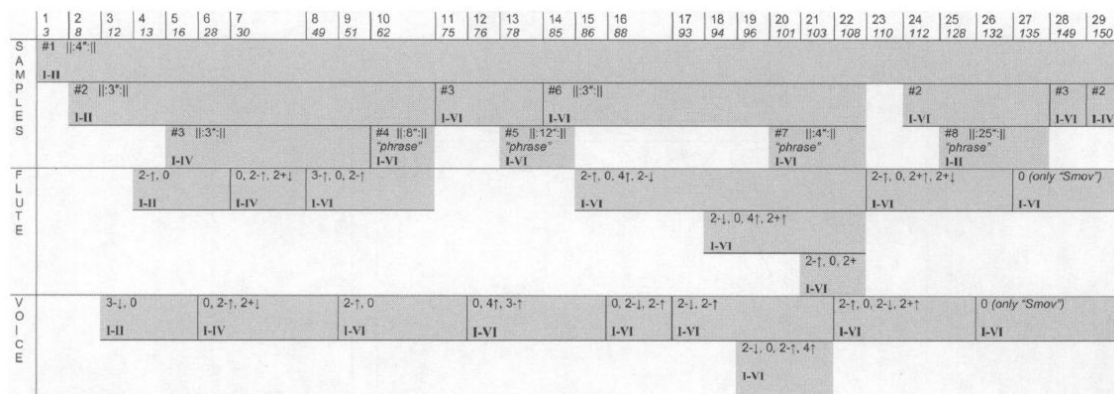 1 2 3 4 5 6 7 8 9 10 11 12 13 14 15 16 17 18 19 20 21 22 23 24 25 26 27 28 29
3 8 12 13 16 28 30 49 51 62 75 76 78 85 86 88 93 94 96 101 103 108 110 112 128 132 135 149 150
SAMPLES
#1 ||:4":||
I-II
#2 ||:3":|| #3 #6 ||:3":|| #2 #3 #2
I-II I-VI I-VI I-VI I-VI I-IV
#3 ||:3":|| #4 ||:8":|| #5 ||:12":|| #7 ||:4":|| #8 ||:25":||
"phrase" "phrase" "phrase" "phrase"
I-IV I-VI I-VI I-VI I-II
FLUTE
2-↑, 0 0, 2-↑, 2+↓ 3-↑, 0, 2-↑ 2-↑, 0, 4↑, 2-↓ 2-↑, 0, 2+↑, 2+↓ 0 (only "Smov")
I-II I-IV I-VI I-VI I-VI I-VI
2-↓, 0, 4↑, 2+↑
I-VI
2-↑, 0, 2+
I-VI
VOICE
3-↓, 0 0, 2-↑, 2+↓ 2-↑, 0 0, 4↑, 3-↑ 0, 2-↓, 2-↑ 2-↓, 2-↑ 2-↑, 0, 2-↓, 2+↑ 0 (only "Smov")
I-II I-IV I-VI I-VI I-VI I-VI I-VI I-VI
2-↓, 0, 2-↑, 4↑
I-VI